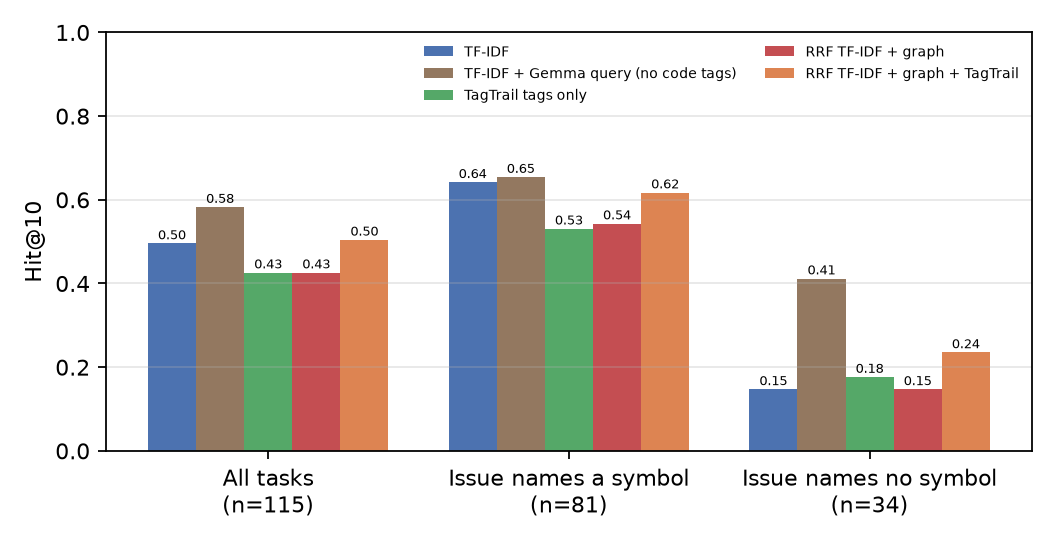 Hit@10
1.0
0.8
0.6
0.4
0.2
0.0
TF-IDF
TF-IDF + Gemma query (no code tags)
TagTrail tags only
RRF TF-IDF + graph
RRF TF-IDF + graph + TagTrail
0.50
0.58
0.43
0.43
0.50
0.64
0.65
0.53
0.54
0.62
0.15
0.41
0.18
0.15
0.24
All tasks
(n=115)
Issue names a symbol
(n=81)
Issue names no symbol
(n=34)